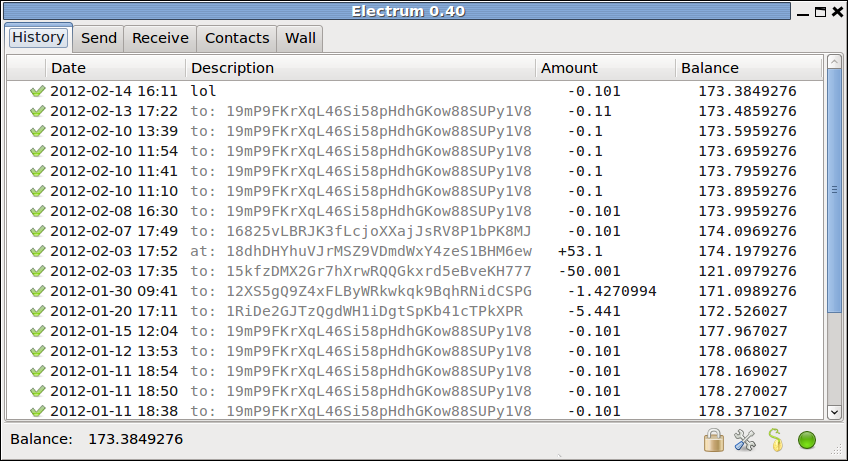 Electrum 0.40
History Send Receive Contacts Wall
Date Description Amount Balance
2012-02-14 16:11 lol -0.101 173.3849276
2012-02-13 17:22 to: 19mP9FKrXqL46Si58pHdhGKow88SUPy1V8 -0.11 173.4859276
2012-02-10 13:39 to: 19mP9FKrXqL46Si58pHdhGKow88SUPy1V8 -0.1 173.5959276
2012-02-10 11:54 to: 19mP9FKrXqL46Si58pHdhGKow88SUPy1V8 -0.1 173.6959276
2012-02-10 11:41 to: 19mP9FKrXqL46Si58pHdhGKow88SUPy1V8 -0.1 173.7959276
2012-02-10 11:10 to: 19mP9FKrXqL46Si58pHdhGKow88SUPy1V8 -0.1 173.8959276
2012-02-08 16:30 to: 19mP9FKrXqL46Si58pHdhGKow88SUPy1V8 -0.101 173.9959276
2012-02-07 17:49 to: 16825vLBRJK3fLcjoXXajJsRV8P1bPK8MJ -0.101 174.0969276
2012-02-03 17:52 at: 18dhDHYhuVJrMSZ9VDmdWxY4zeS1BHM6ew +53.1 174.1979276
2012-02-03 17:35 to: 15kfzDMX2Gr7hXrwRQQGkxrd5eBveKH777 -50.001 121.0979276
2012-01-30 09:41 to: 12XS5gQ9Z4xFLByWRkwkqk9BqhRNidCSPG -1.4270994 171.0989276
2012-01-20 17:11 to: 1RiDe2GJTzQgdWH1iDgtSpKb41cTPkXPR -5.441 172.526027
2012-01-15 12:04 to: 19mP9FKrXqL46Si58pHdhGKow88SUPy1V8 -0.101 177.967027
2012-01-12 13:53 to: 19mP9FKrXqL46Si58pHdhGKow88SUPy1V8 -0.101 178.068027
2012-01-11 18:54 to: 19mP9FKrXqL46Si58pHdhGKow88SUPy1V8 -0.101 178.169027
2012-01-11 18:50 to: 19mP9FKrXqL46Si58pHdhGKow88SUPy1V8 -0.101 178.270027
2012-01-11 18:38 to: 19mP9FKrXqL46Si58pHdhGKow88SUPy1V8 -0.101 178.371027
Balance: 173.3849276